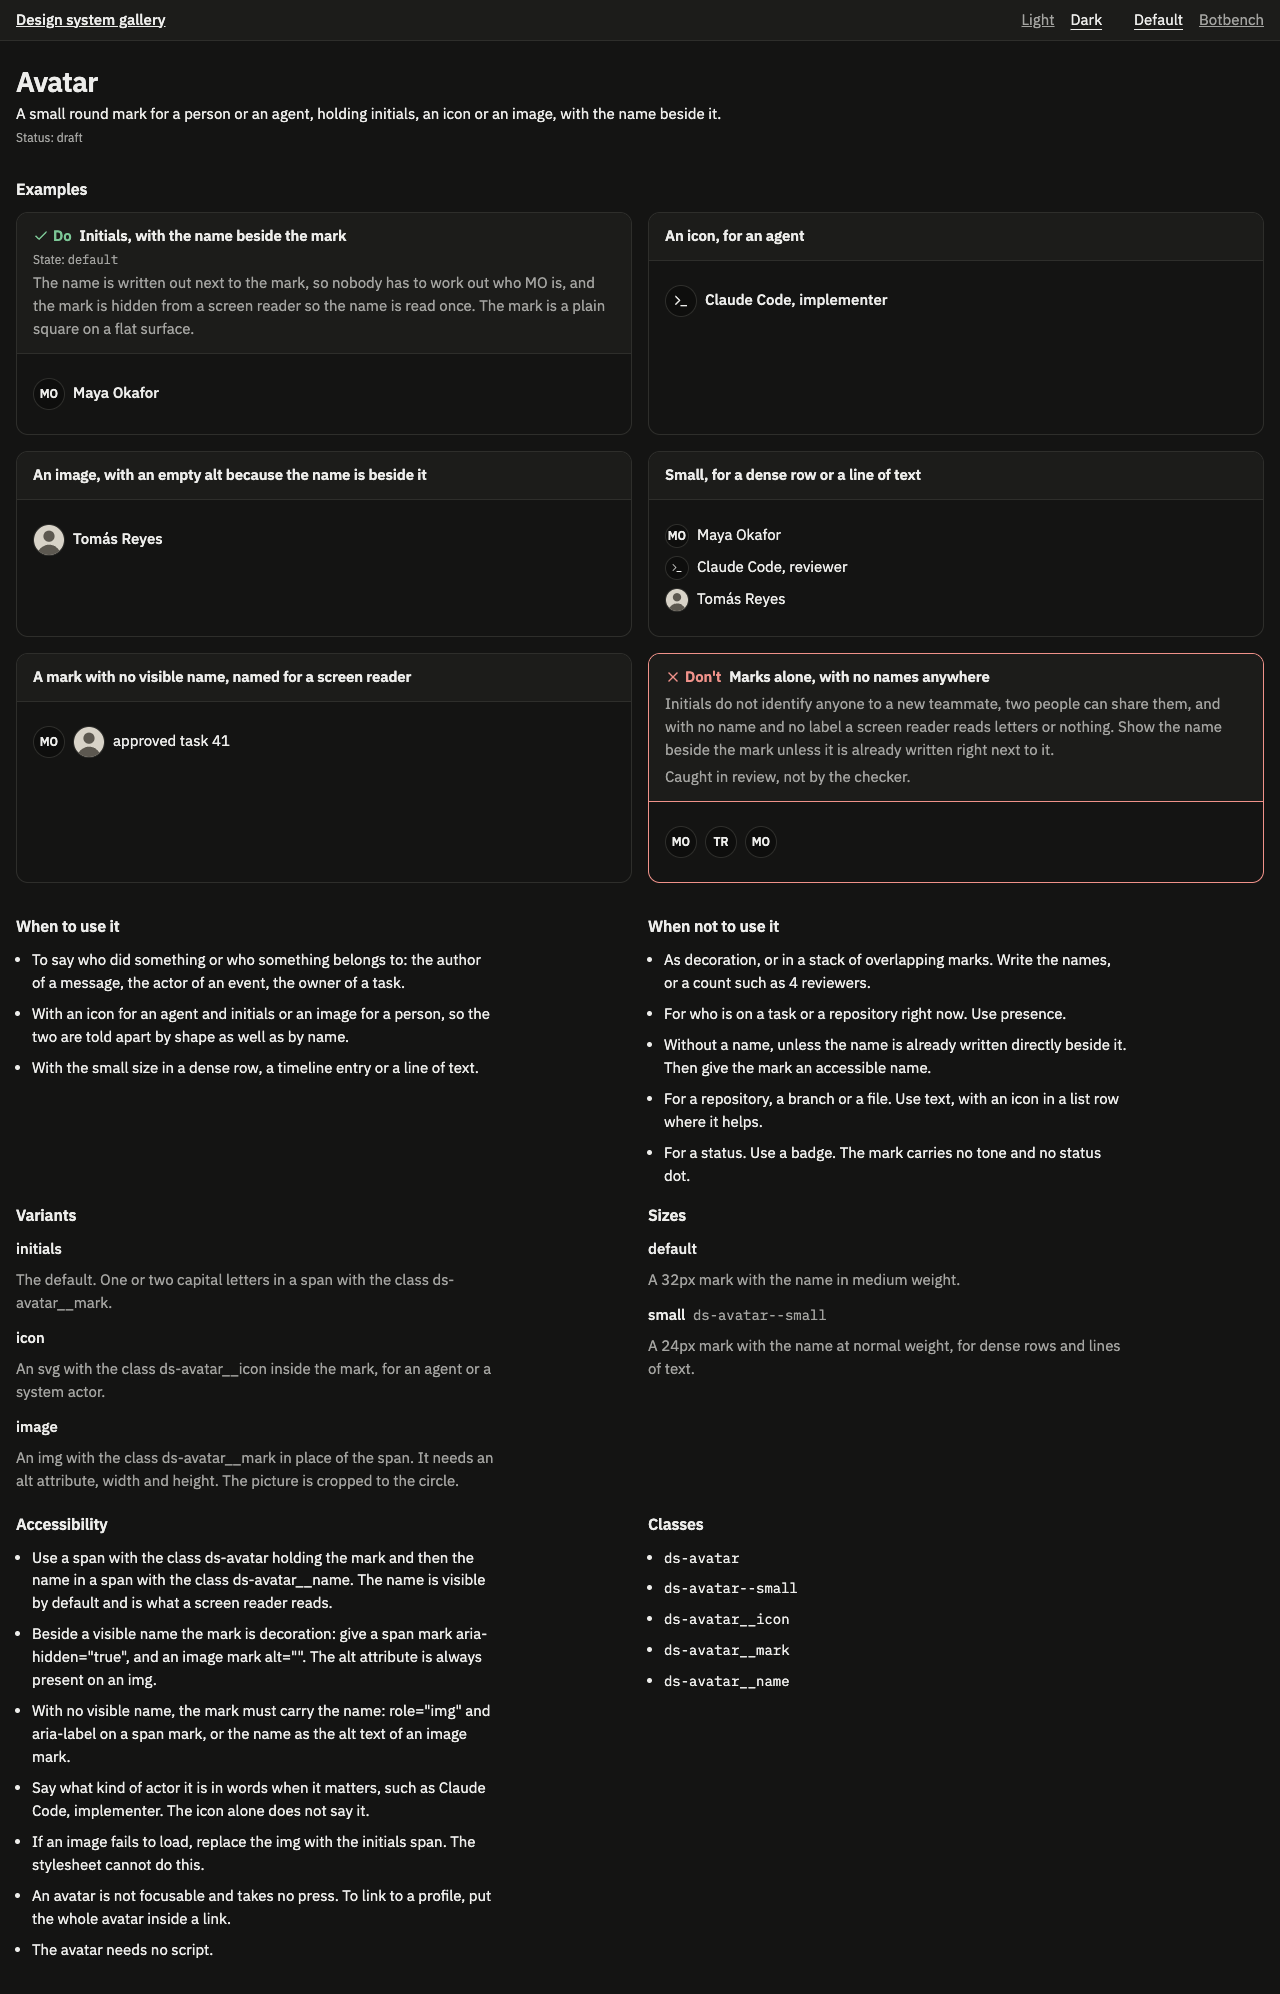 Design system gallery
Light Dark Default Botbench
Avatar
A small round mark for a person or an agent, holding initials, an icon or an image, with the name beside it.
Status: draft
Examples
Do Initials, with the name beside the mark
State: default
The name is written out next to the mark, so nobody has to work out who MO is, and
the mark is hidden from a screen reader so the name is read once. The mark is a plain
square on a flat surface.
MO Maya Okafor
An icon, for an agent
Claude Code, implementer
An image, with an empty alt because the name is beside it
Tomás Reyes
Small, for a dense row or a line of text
MO Maya Okafor
Claude Code, reviewer
Tomás Reyes
A mark with no visible name, named for a screen reader
MO approved task 41
Don't Marks alone, with no names anywhere
Initials do not identify anyone to a new teammate, two people can share them, and
with no name and no label a screen reader reads letters or nothing. Show the name
beside the mark unless it is already written right next to it.
Caught in review, not by the checker.
MO TR MO
When to use it
• To say who did something or who something belongs to: the author
of a message, the actor of an event, the owner of a task.
• With an icon for an agent and initials or an image for a person, so the
two are told apart by shape as well as by name.
• With the small size in a dense row, a timeline entry or a line of text.
When not to use it
• As decoration, or in a stack of overlapping marks. Write the names,
or a count such as 4 reviewers.
• For who is on a task or a repository right now. Use presence.
• Without a name, unless the name is already written directly beside it.
Then give the mark an accessible name.
• For a repository, a branch or a file. Use text, with an icon in a list row
where it helps.
• For a status. Use a badge. The mark carries no tone and no status
dot.
Variants
initials
The default. One or two capital letters in a span with the class ds-
avatar__mark.
icon
An svg with the class ds-avatar__icon inside the mark, for an agent or a
system actor.
image
An img with the class ds-avatar__mark in place of the span. It needs an
alt attribute, width and height. The picture is cropped to the circle.
Sizes
default
A 32px mark with the name in medium weight.
small ds-avatar--small
A 24px mark with the name at normal weight, for dense rows and lines
of text.
Accessibility
• Use a span with the class ds-avatar holding the mark and then the
name in a span with the class ds-avatar__name. The name is visible
by default and is what a screen reader reads.
• Beside a visible name the mark is decoration: give a span mark aria-
hidden="true", and an image mark alt="". The alt attribute is always
present on an img.
• With no visible name, the mark must carry the name: role="img" and
aria-label on a span mark, or the name as the alt text of an image
mark.
• Say what kind of actor it is in words when it matters, such as Claude
Code, implementer. The icon alone does not say it.
• If an image fails to load, replace the img with the initials span. The
stylesheet cannot do this.
• An avatar is not focusable and takes no press. To link to a profile, put
the whole avatar inside a link.
• The avatar needs no script.
Classes
• ds-avatar
• ds-avatar--small
• ds-avatar__icon
• ds-avatar__mark
• ds-avatar__name